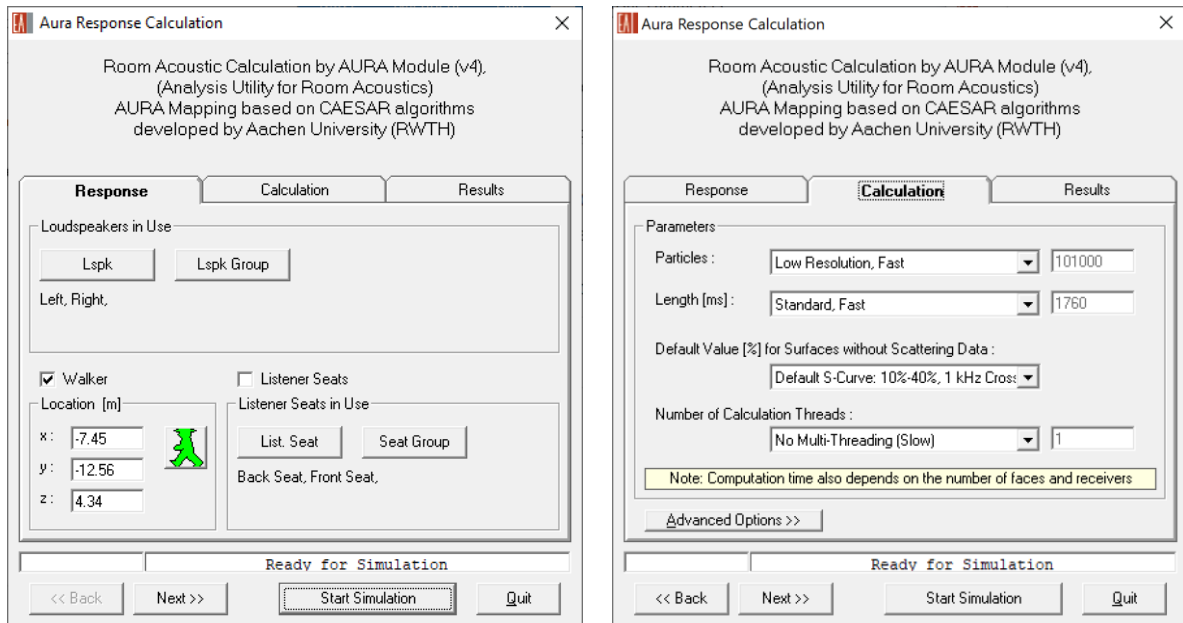 Aura Response Calculation
Room Acoustic Calculation by AURA Module (v4),
(Analysis Utility for Room Acoustics)
AURA Mapping based on CAESAR algorithms
developed by Aachen University (RWTH)
Response Calculation Results
Loudspeakers in Use
Lspk Lspk Group
Left, Right,
Walker Listener Seats
Location [m] Listener Seats in Use
x: -7.45
List. Seat Seat Group
y: -12.56
Back Seat, Front Seat,
z: 4.34
Ready for Simulation
<< Back Next >> Start Simulation Quit
Aura Response Calculation
Room Acoustic Calculation by AURA Module (v4),
(Analysis Utility for Room Acoustics)
AURA Mapping based on CAESAR algorithms
developed by Aachen University (RWTH)
Response Calculation Results
Parameters
Particles : Low Resolution, Fast 101000
Length [ms] : Standard, Fast 1760
Default Value [%] for Surfaces without Scattering Data :
Default S-Curve: 10%-40%, 1 kHz Cross
Number of Calculation Threads :
No Multi-Threading (Slow) 1
Note: Computation time also depends on the number of faces and receivers
Advanced Options >>
Ready for Simulation
<< Back Next >> Start Simulation Quit